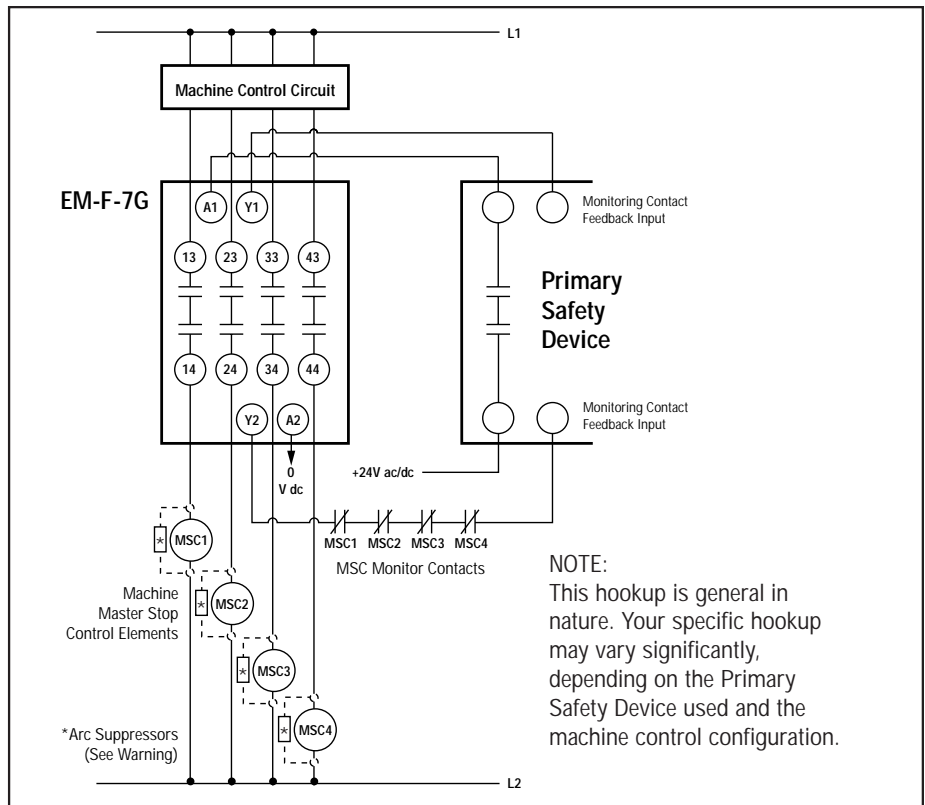 L1
Machine Control Circuit
EM-F-7G
A1
Y1
Monitoring Contact
Feedback Input
13
23
33
43
Primary
Safety
Device
14
24
34
44
Y2
A2
Monitoring Contact
Feedback Input
0
V dc
+24V ac/dc
MSC1
MSC2
MSC3
MSC4
MSC Monitor Contacts
*
MSC1
*
MSC2
*
MSC3
*
MSC4
Machine
Master Stop
Control Elements
*Arc Suppressors
(See Warning)
NOTE:
This hookup is general in
nature. Your specific hookup
may vary significantly,
depending on the Primary
Safety Device used and the
machine control configuration.
L2